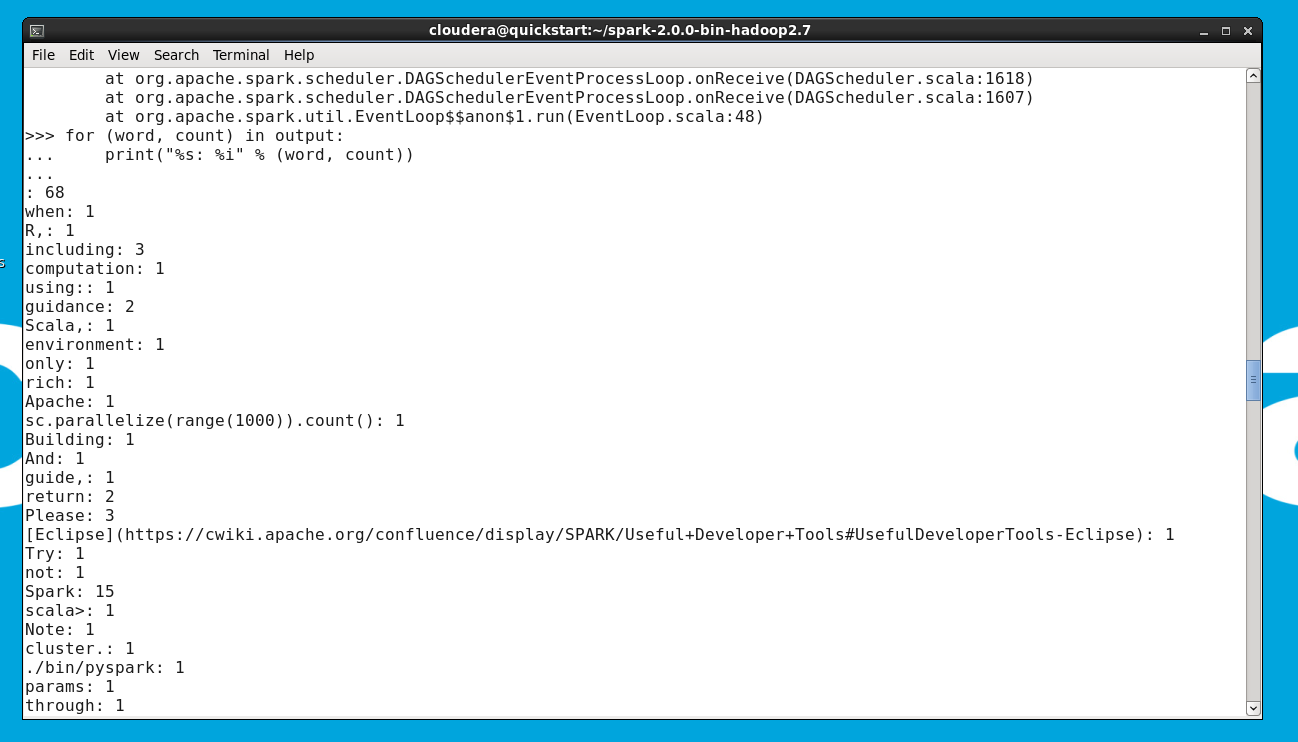 cloudera@quickstart:~/spark-2.0.0-bin-hadoop2.7
File Edit View Search Terminal Help
        at org.apache.spark.scheduler.DAGSchedulerEventProcessLoop.onReceive(DAGScheduler.scala:1618)
        at org.apache.spark.scheduler.DAGSchedulerEventProcessLoop.onReceive(DAGScheduler.scala:1607)
        at org.apache.spark.util.EventLoop$$anon$1.run(EventLoop.scala:48)
>>> for (word, count) in output:
...     print("%s: %i" % (word, count))
...
: 68
when: 1
R,: 1
including: 3
computation: 1
using:: 1
guidance: 2
Scala,: 1
environment: 1
only: 1
rich: 1
Apache: 1
sc.parallelize(range(1000)).count(): 1
Building: 1
And: 1
guide,: 1
return: 2
Please: 3
[Eclipse](https://cwiki.apache.org/confluence/display/SPARK/Useful+Developer+Tools#UsefulDeveloperTools-Eclipse): 1
Try: 1
not: 1
Spark: 15
scala>: 1
Note: 1
cluster.: 1
./bin/pyspark: 1
params: 1
through: 1
s